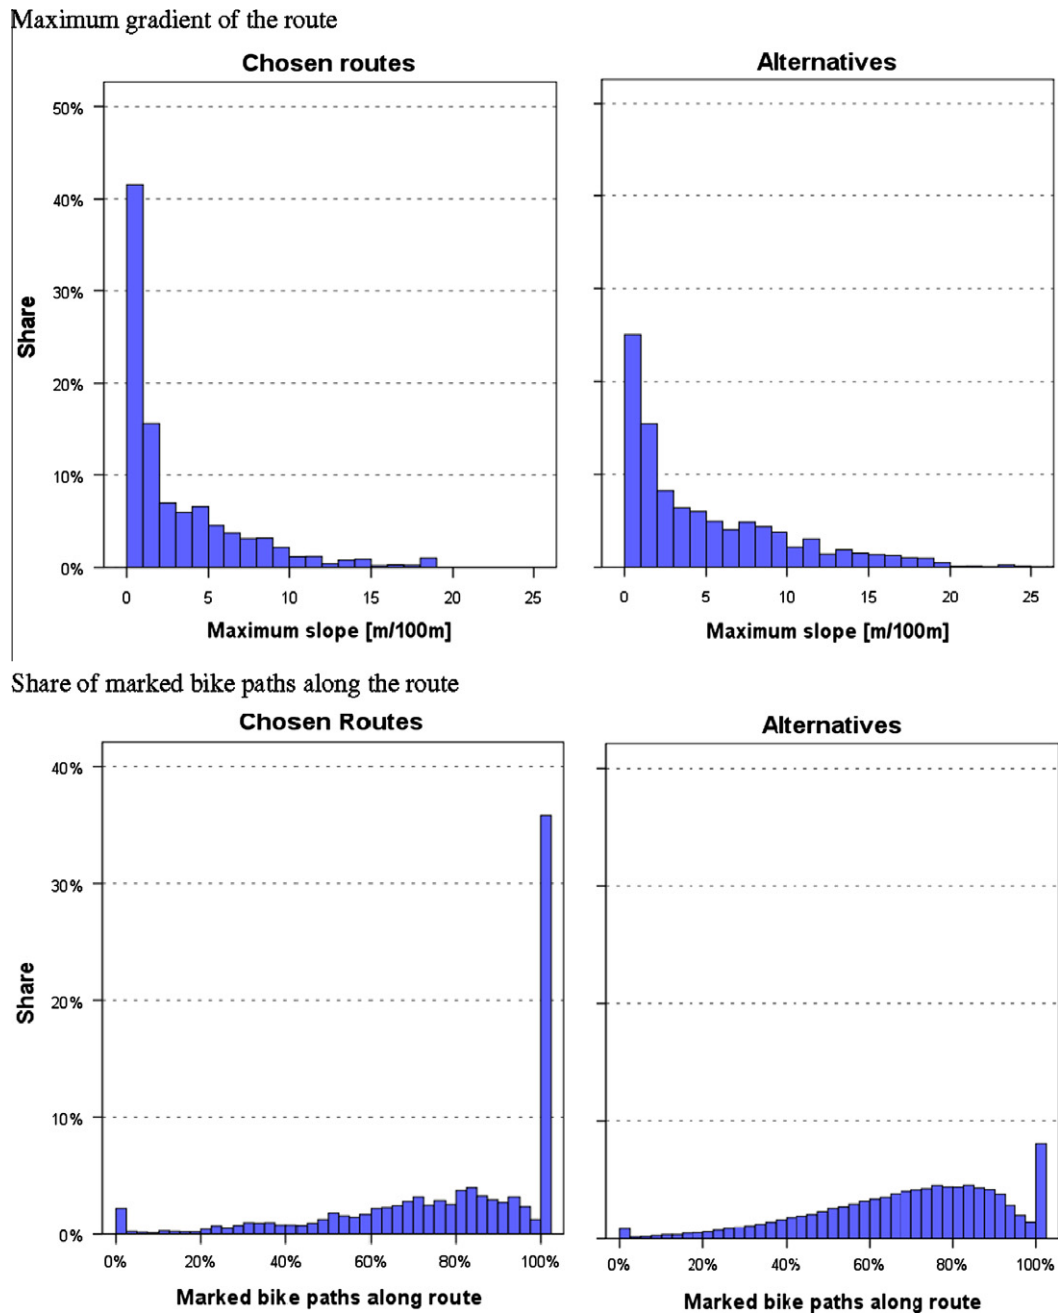 Maximum gradient of the route
Chosen routes
Alternatives
50%
40%
30%
20%
10%
0%
Share
0 5 10 15 20 25
0 5 10 15 20 25
Maximum slope [m/100m]
Maximum slope [m/100m]
Share of marked bike paths along the route
Chosen Routes
Alternatives
40%
30%
20%
10%
0%
Share
0% 20% 40% 60% 80% 100%
0% 20% 40% 60% 80% 100%
Marked bike paths along route
Marked bike paths along route